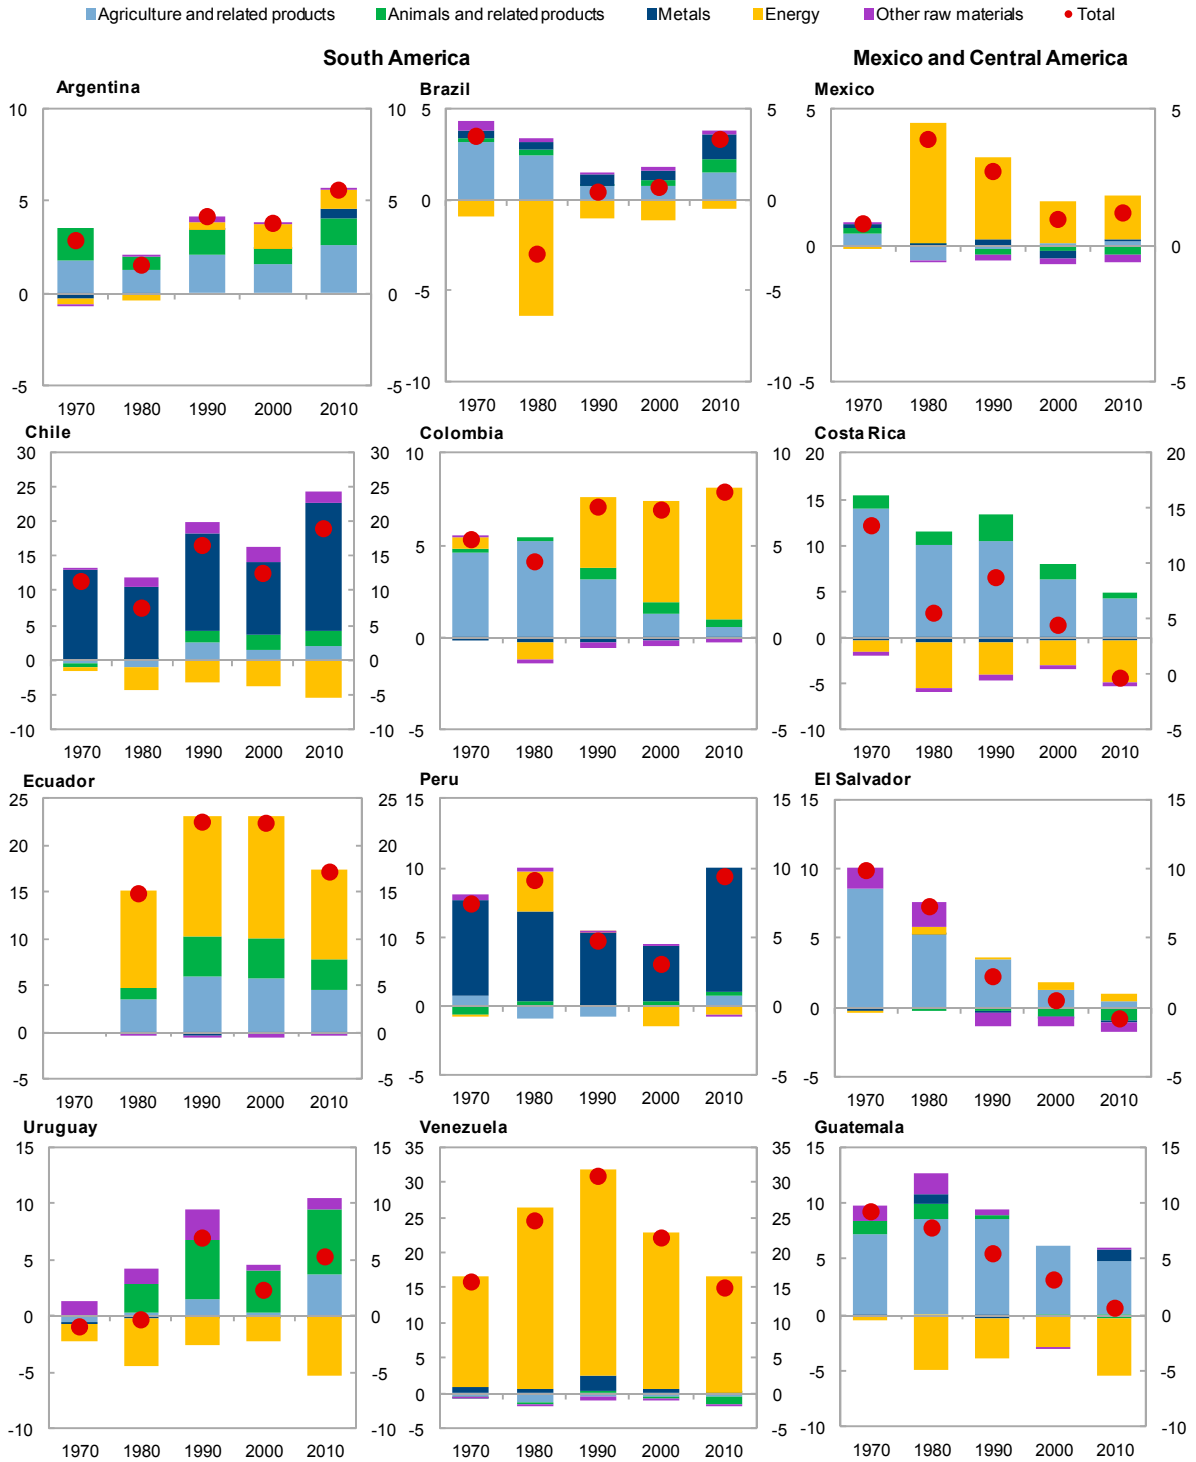 Agriculture and related products Animals and related products Metals Energy Other raw materials Total
South America Mexico and Central America
Argentina Brazil Mexico
10 10 5 5 5 5
5 5 0 0
0 0 -5 -5 0 0
-5 -5 -10 -10 -5 -5
1970 1980 1990 2000 2010 1970 1980 1990 2000 2010 1970 1980 1990 2000 2010
Chile Colombia Costa Rica
30 30 10 10 20 20
25 25 15 15
20 20 5 5 10 10
15 15
10 10 5 5
5 5 0 0 0
0 0 0
-5 -5 -5
-10 -10 -5 -5 -10 -5
1970 1980 1990 2000 2010 1970 1980 1990 2000 2010 1970 1980 1990 2000 2010
Ecuador Peru El Salvador
25 25 15 15 15 15
20 20
15 15 10 10 10 10
10 10 5 5 5 5
5 5
0 0 0 0 0 0
-5 -5 -5 -5 -5 -5
1970 1980 1990 2000 2010 1970 1980 1990 2000 2010 1970 1980 1990 2000 2010
Uruguay Venezuela Guatemala
15 15 35 35 15 15
30 30
10 10 25 25 10 10
5 5 20 20 5 5
15 15
0 0 10 10 0 0
5 5
-5 -5 0 0 -5 -5
-10 -10 -5 -5 -10 -10
1970 1980 1990 2000 2010 1970 1980 1990 2000 2010 1970 1980 1990 2000 2010